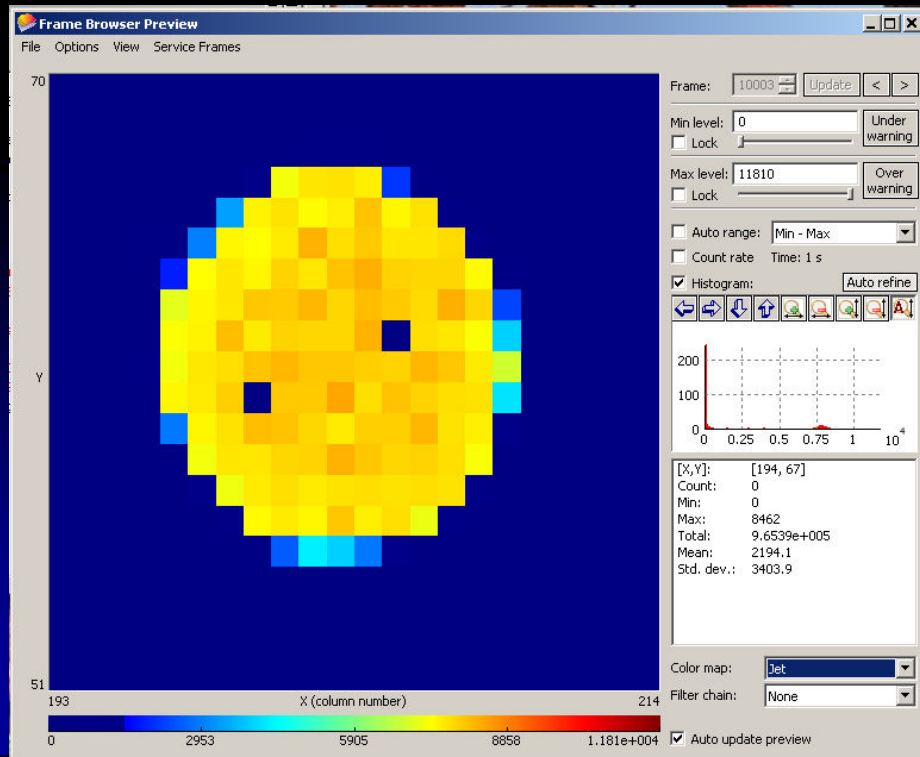 Frame Browser Preview
File Options View Service Frames
70
Y
51
193 X (column number) 214
0 2953 5905 8858 1.181e+004
Frame: 10003 Update < >
Min level: 0 Under warning
Lock
Max level: 11810 Over warning
Lock
Auto range: Min - Max
Count rate Time: 1 s
Histogram: Auto refine
A
200
100
0
0 0.25 0.5 0.75 1 10^4
[X,Y]: [194, 67]
Count: 0
Min: 0
Max: 8462
Total: 9.6539e+005
Mean: 2194.1
Std. dev.: 3403.9
Color map: Jet
Filter chain: None
Auto update preview